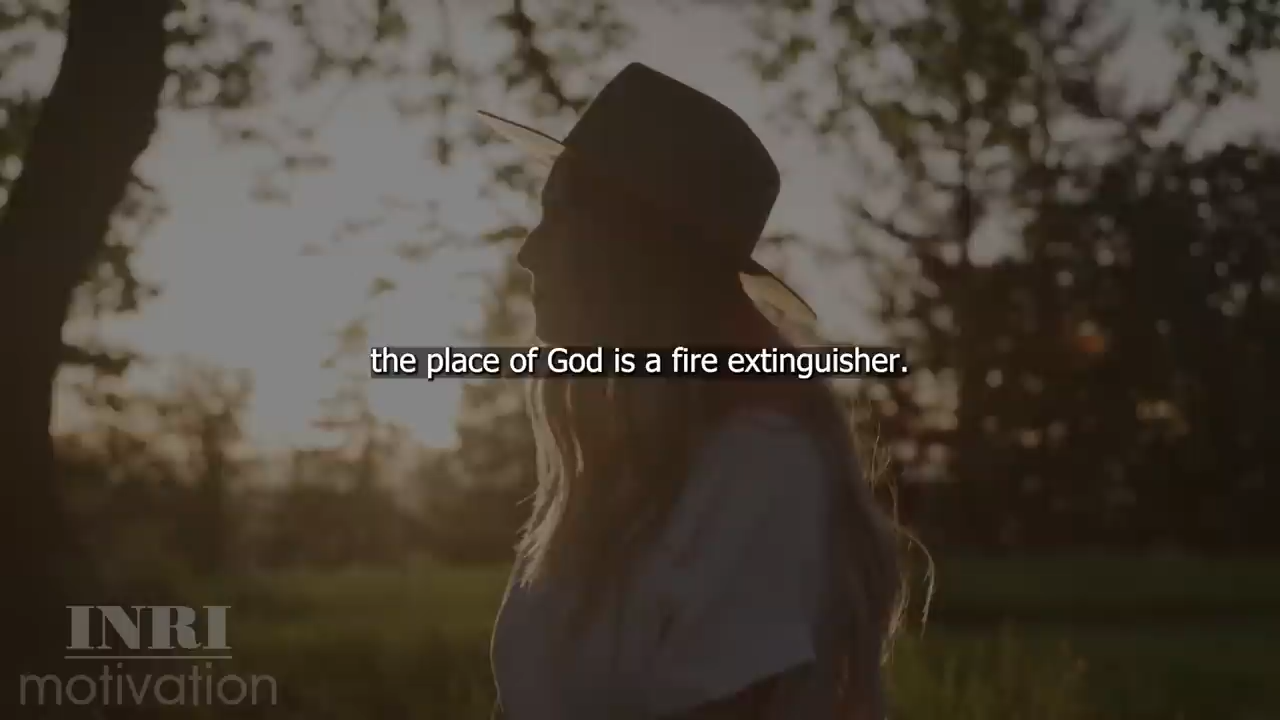 the place of God is a fire extinguisher.
INRI
motivation